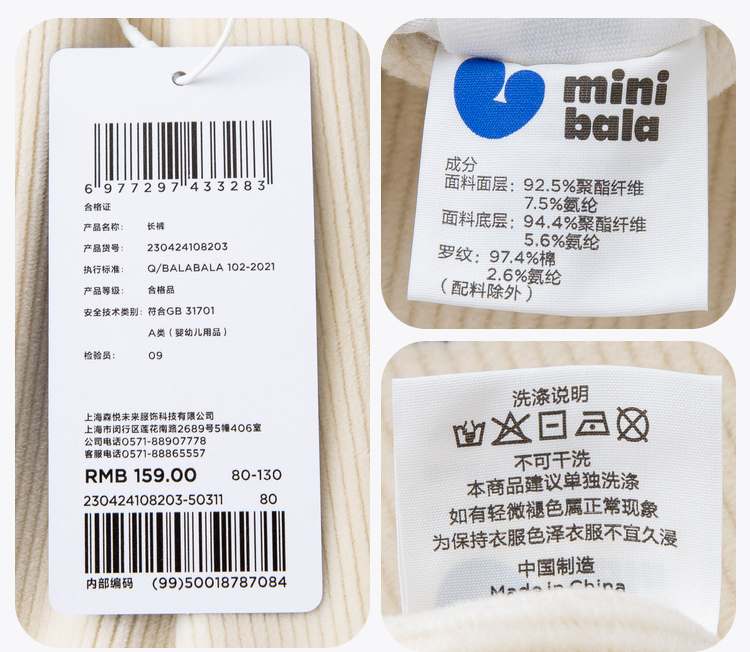 6 977297 433283
合格证
产品名称： 长裤
产品货号： 230424108203
执行标准： Q/BALABALA 102-2021
产品等级： 合格品
安全技术类别：符合GB 31701
A类（婴幼儿用品）
检验员： 09
上海森悦未来服饰科技有限公司
上海市闵行区莲花南路2689号5幢406室
公司电话0571-88907778
客服电话0571-88865557
RMB 159.00 80-130
230424108203-50311 80
内部编码 (99)50018787084
mini
bala
成分
面料面层：92.5%聚酯纤维
7.5%氨纶
面料底层：94.4%聚酯纤维
5.6%氨纶
罗纹：97.4%棉
2.6%氨纶
（配料除外）
洗涤说明
不可干洗
本商品建议单独洗涤
如有轻微褪色属正常现象
为保持衣服色泽衣服不宜久浸
中国制造
Made in China